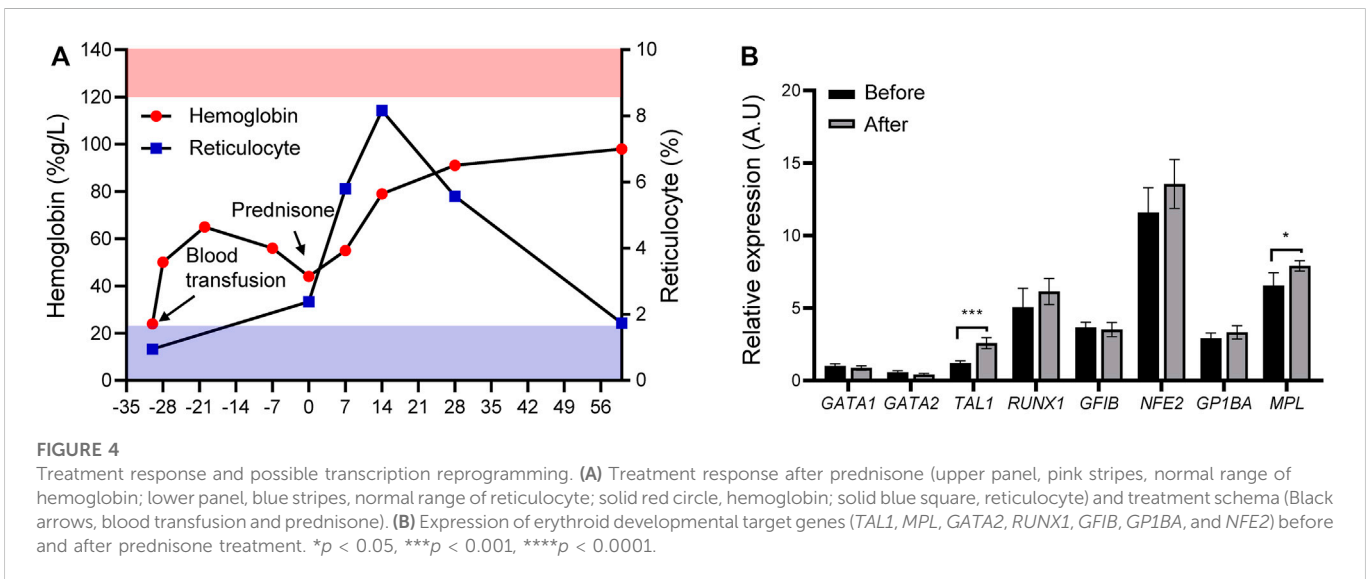 A
140
120
100
80
60
40
20
0
Hemoglobin (%g/L)
Hemoglobin
Reticulocyte
Prednisone
Blood
transfusion
10
8
6
4
2
0
Reticulocyte (%)
-35 -28 -21 -14 -7 0 7 14 21 28 35 42 49 56
B
20
15
10
5
0
Relative expression (A.U)
Before
After
***
*
GATA1 GATA2 TAL1 RUNX1 GFIB NFE2 GP1BA MPL
FIGURE 4
Treatment response and possible transcription reprogramming. (A) Treatment response after prednisone (upper panel, pink stripes, normal range of
hemoglobin; lower panel, blue stripes, normal range of reticulocyte; solid red circle, hemoglobin; solid blue square, reticulocyte) and treatment schema (Black
arrows, blood transfusion and prednisone). (B) Expression of erythroid developmental target genes (TAL1, MPL, GATA2, RUNX1, GFIB, GP1BA, and NFE2) before
and after prednisone treatment. *p < 0.05, ***p < 0.001, ****p < 0.0001.